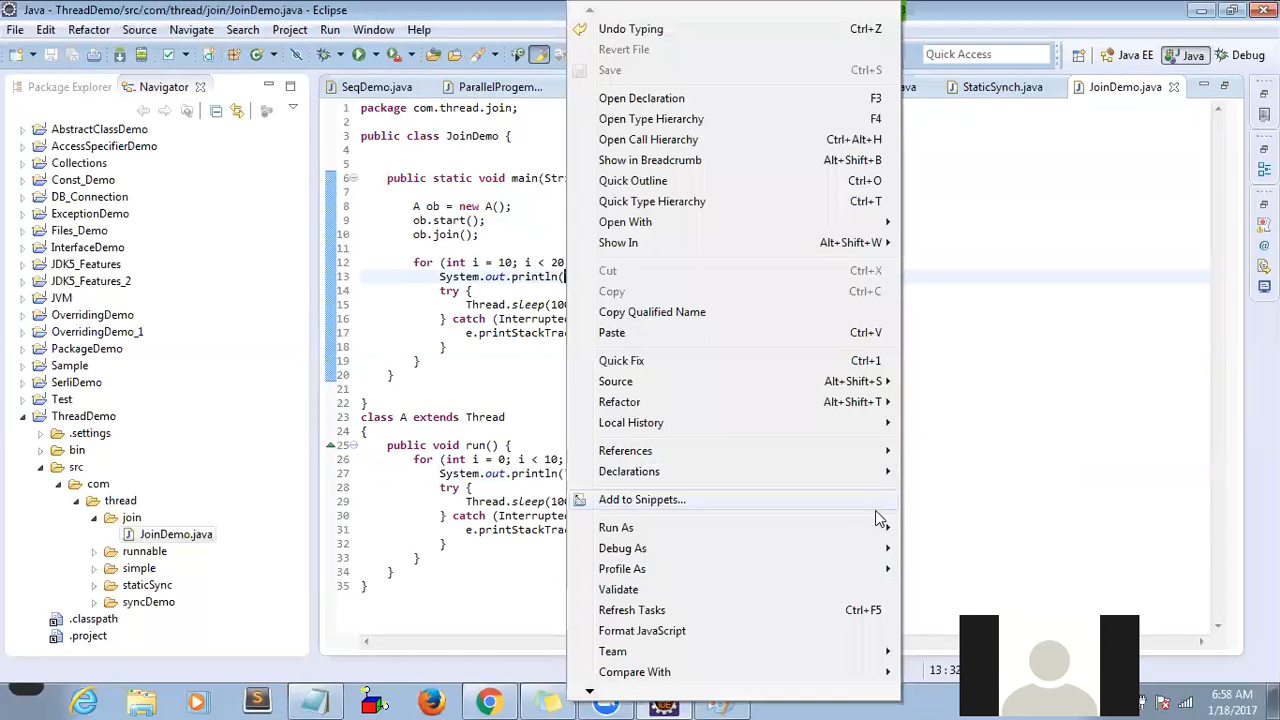 Java - ThreadDemo/src/com/thread/join/JoinDemo.java - Eclipse
File Edit Refactor Source Navigate Search Project Run Window Help
Quick Access
Java EE
Java
Debug
Package Explorer
Navigator
SeqDemo.java
ParallelProgem...
StaticSynch.java
JoinDemo.java
AbstractClassDemo
AccessSpecifierDemo
Collections
Const_Demo
DB_Connection
ExceptionDemo
Files_Demo
InterfaceDemo
JDK5_Features
JDK5_Features_2
JVM
OverridingDemo
OverridingDemo_1
PackageDemo
Sample
SerliDemo
Test
ThreadDemo
.settings
bin
src
com
thread
join
JoinDemo.java
runnable
simple
staticSync
syncDemo
.classpath
.project
1 package com.thread.join;
2
3 public class JoinDemo {
4
5
6 public static void main(Stri
7
8 A ob = new A();
9 ob.start();
10 ob.join();
11
12 for (int i = 10; i < 20
13 System.out.println(
14 try {
15 Thread.sleep(100
16 } catch (Interrupted
17 e.printStackTrac
18 }
19 }
20 }
21
22 }
23 class A extends Thread
24 {
25 public void run() {
26 for (int i = 0; i < 10;
27 System.out.println("
28 try {
29 Thread.sleep(100
30 } catch (Interrupted
31 e.printStackTrac
32 }
33 }
34 }
35 }
Undo Typing Ctrl+Z
Revert File
Save Ctrl+S
Open Declaration F3
Open Type Hierarchy F4
Open Call Hierarchy Ctrl+Alt+H
Show in Breadcrumb Alt+Shift+B
Quick Outline Ctrl+O
Quick Type Hierarchy Ctrl+T
Open With
Show In Alt+Shift+W
Cut Ctrl+X
Copy Ctrl+C
Copy Qualified Name
Paste Ctrl+V
Quick Fix Ctrl+1
Source Alt+Shift+S
Refactor Alt+Shift+T
Local History
References
Declarations
Add to Snippets...
Run As
Debug As
Profile As
Validate
Refresh Tasks Ctrl+F5
Format JavaScript
Team
Compare With
13:32
6:58 AM
1/18/2017